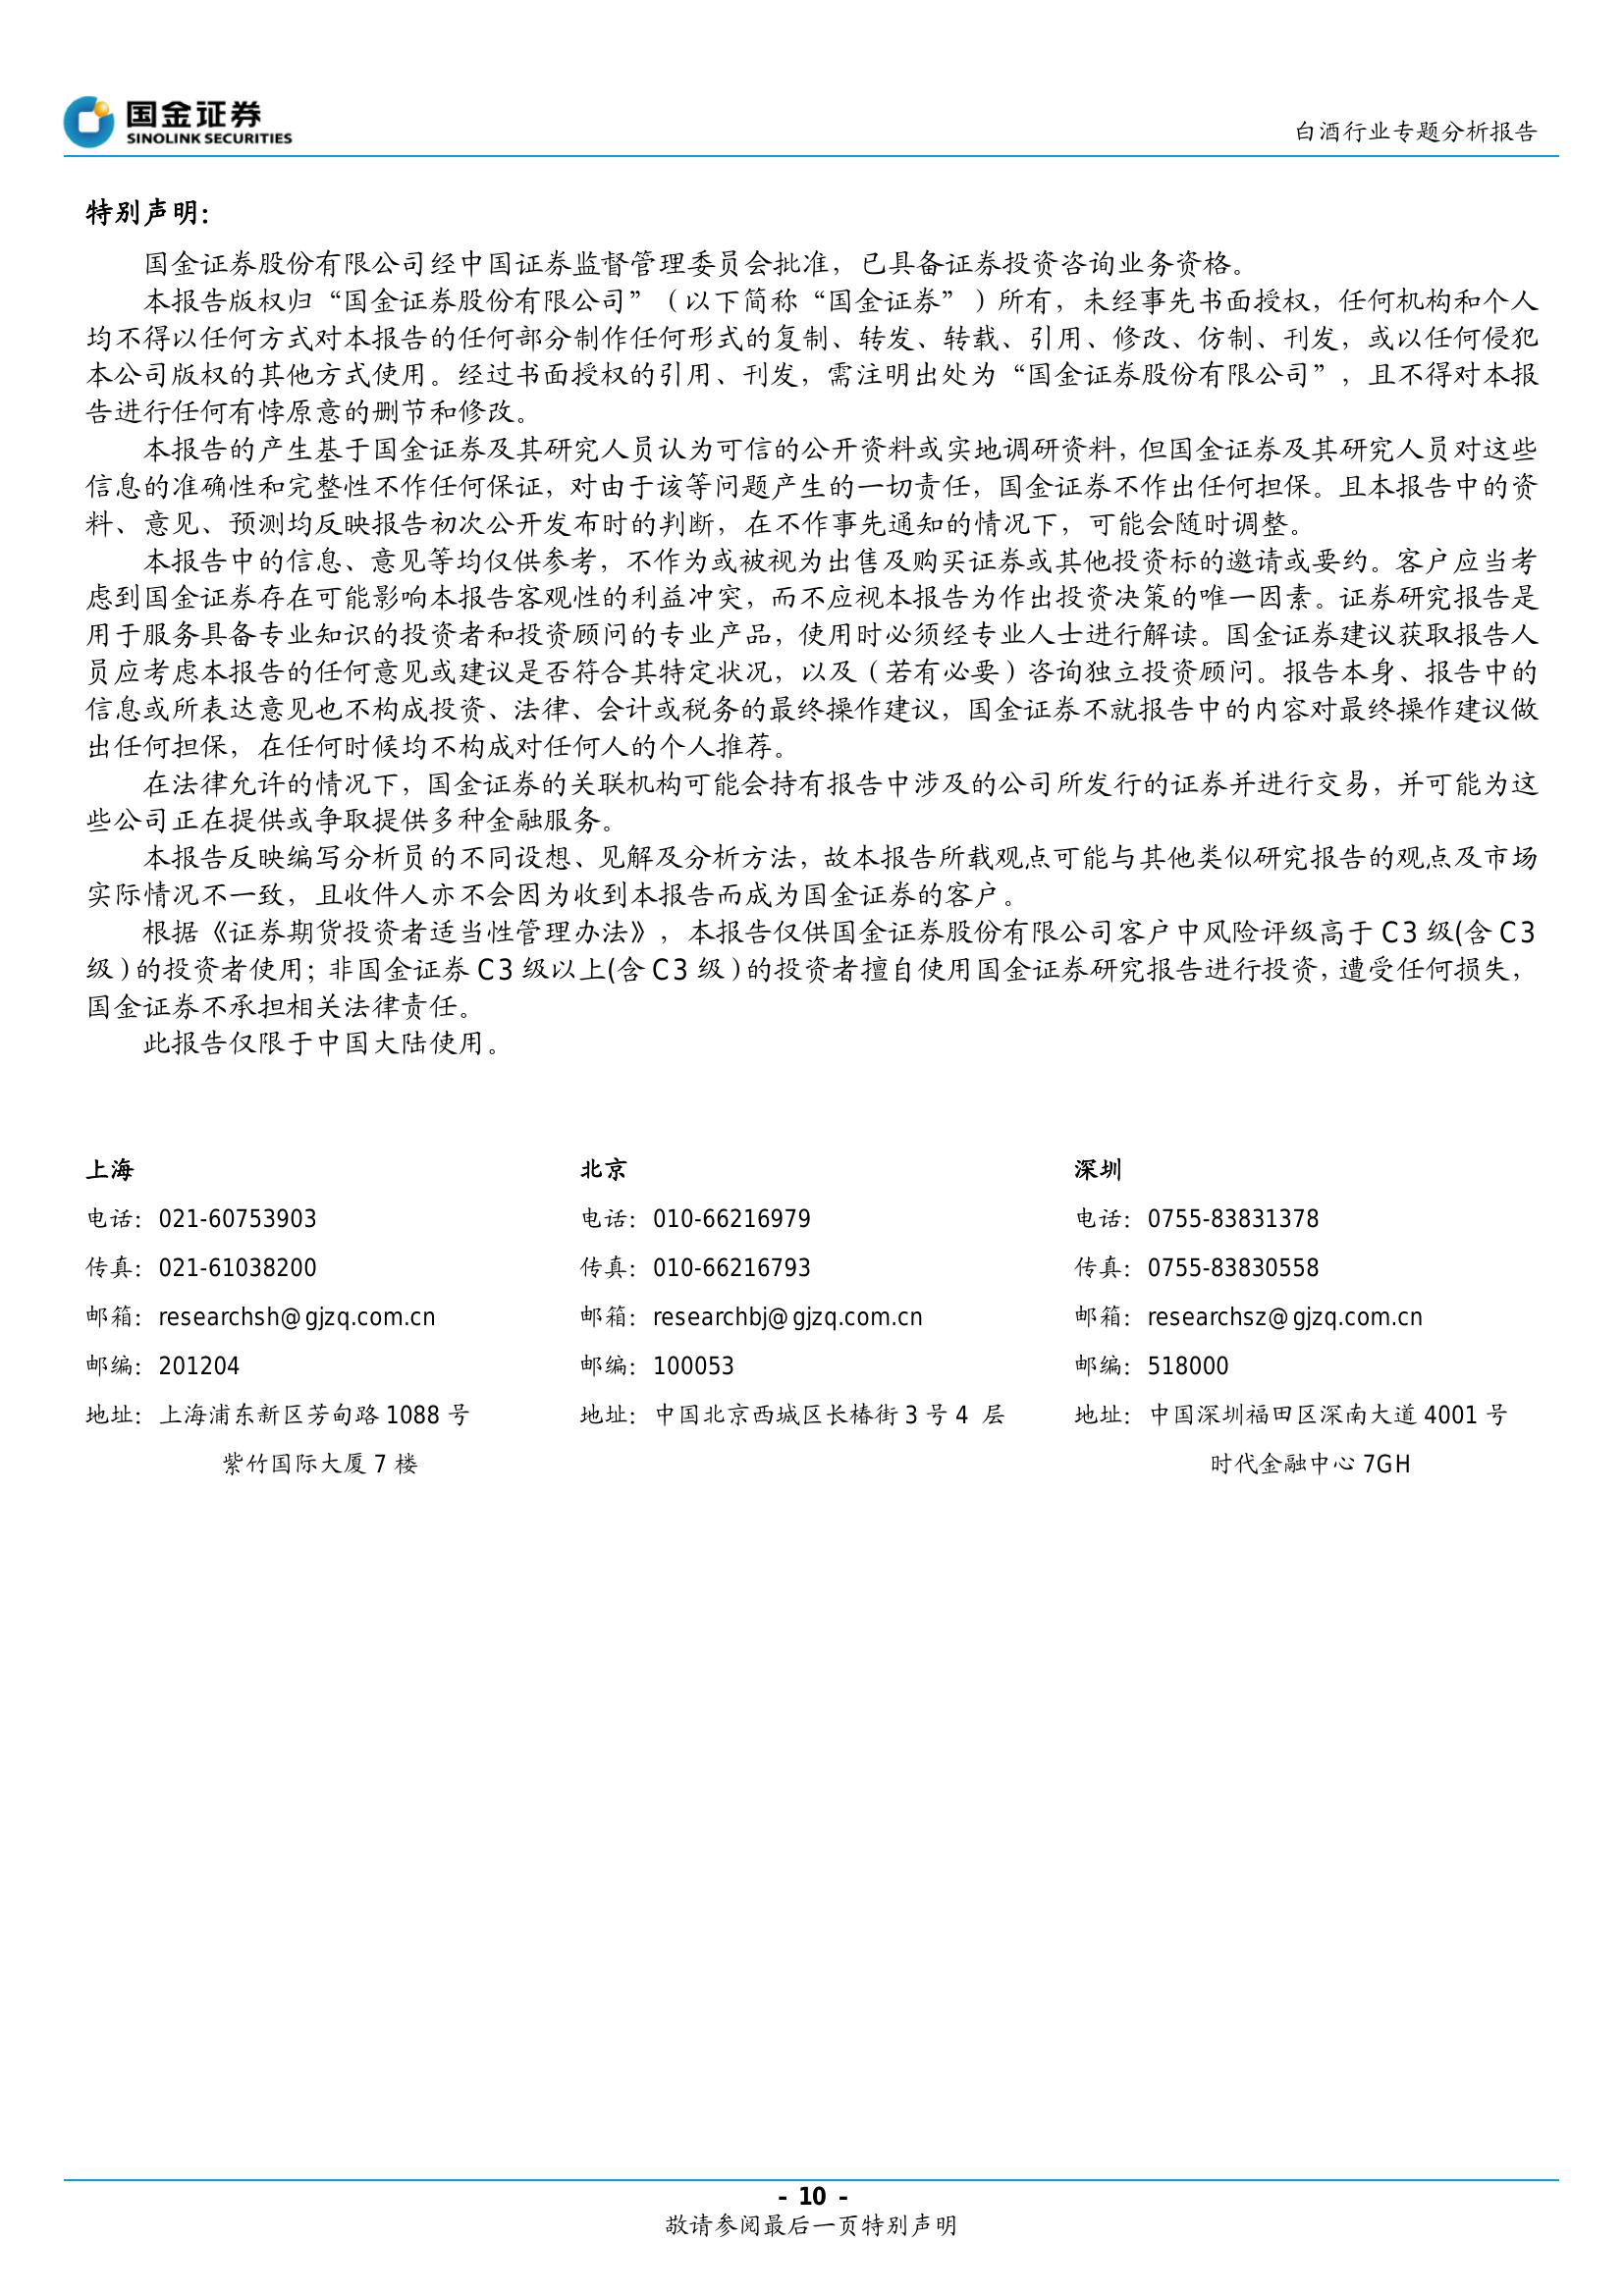 国金证券
SINOLINK SECURITIES
白酒行业专题分析报告
特别声明：
国金证券股份有限公司经中国证券监督管理委员会批准，已具备证券投资咨询业务资格。
本报告版权归“国金证券股份有限公司”（以下简称“国金证券”）所有，未经事先书面授权，任何机构和个人
均不得以任何方式对本报告的任何部分制作任何形式的复制、转发、转载、引用、修改、仿制、刊发，或以任何侵犯
本公司版权的其他方式使用。经过书面授权的引用、刊发，需注明出处为“国金证券股份有限公司”，且不得对本报
告进行任何有悖原意的删节和修改。
本报告的产生基于国金证券及其研究人员认为可信的公开资料或实地调研资料，但国金证券及其研究人员对这些
信息的准确性和完整性不作任何保证，对由于该等问题产生的一切责任，国金证券不作出任何担保。且本报告中的资
料、意见、预测均反映报告初次公开发布时的判断，在不作事先通知的情况下，可能会随时调整。
本报告中的信息、意见等均仅供参考，不作为或被视为出售及购买证券或其他投资标的邀请或要约。客户应当考
虑到国金证券存在可能影响本报告客观性的利益冲突，而不应视本报告为作出投资决策的唯一因素。证券研究报告是
用于服务具备专业知识的投资者和投资顾问的专业产品，使用时必须经专业人士进行解读。国金证券建议获取报告人
员应考虑本报告的任何意见或建议是否符合其特定状况，以及（若有必要）咨询独立投资顾问。报告本身、报告中的
信息或所表达意见也不构成投资、法律、会计或税务的最终操作建议，国金证券不就报告中的内容对最终操作建议做
出任何担保，在任何时候均不构成对任何人的个人推荐。
在法律允许的情况下，国金证券的关联机构可能会持有报告中涉及的公司所发行的证券并进行交易，并可能为这
些公司正在提供或争取提供多种金融服务。
本报告反映编写分析员的不同设想、见解及分析方法，故本报告所载观点可能与其他类似研究报告的观点及市场
实际情况不一致，且收件人亦不会因为收到本报告而成为国金证券的客户。
根据《证券期货投资者适当性管理办法》，本报告仅供国金证券股份有限公司客户中风险评级高于 C3 级(含 C3
级）的投资者使用；非国金证券 C3 级以上(含 C3 级）的投资者擅自使用国金证券研究报告进行投资，遭受任何损失，
国金证券不承担相关法律责任。
此报告仅限于中国大陆使用。
上海
电话：021-60753903
传真：021-61038200
邮箱：researchsh@gjzq.com.cn
邮编：201204
地址：上海浦东新区芳甸路 1088 号
紫竹国际大厦 7 楼
北京
电话：010-66216979
传真：010-66216793
邮箱：researchbj@gjzq.com.cn
邮编：100053
地址：中国北京西城区长椿街 3 号 4 层
深圳
电话：0755-83831378
传真：0755-83830558
邮箱：researchsz@gjzq.com.cn
邮编：518000
地址：中国深圳福田区深南大道 4001 号
时代金融中心 7GH
- 10 -
敬请参阅最后一页特别声明